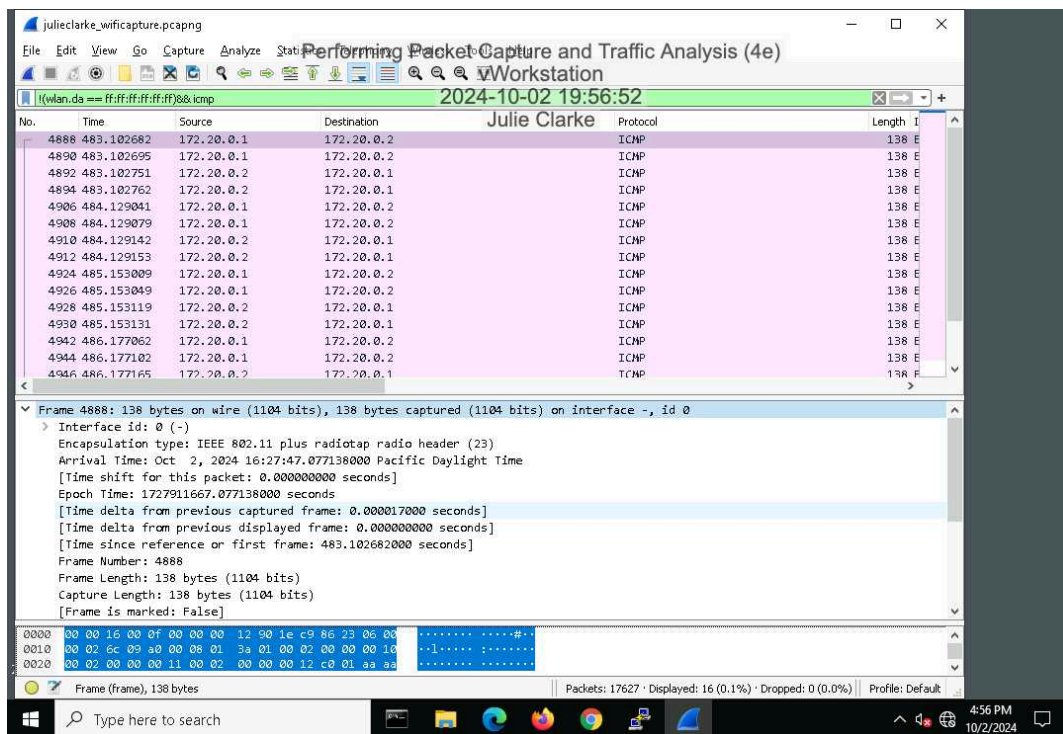 julieclarke_wificapture.pcapng
File Edit View Go Capture Analyze
Performing Packet Capture and Traffic Analysis (4e)
vWorkstation
!(wlan.da == ff:ff:ff:ff:ff:ff)&& icmp
2024-10-02 19:56:52
Julie Clarke
No. Time Source Destination Protocol Length
4888 483.102682 172.20.0.1 172.20.0.2 ICMP 138 E
4890 483.102695 172.20.0.1 172.20.0.2 ICMP 138 E
4892 483.102751 172.20.0.2 172.20.0.1 ICMP 138 E
4894 483.102762 172.20.0.2 172.20.0.1 ICMP 138 E
4906 484.129041 172.20.0.1 172.20.0.2 ICMP 138 E
4908 484.129079 172.20.0.1 172.20.0.2 ICMP 138 E
4910 484.129142 172.20.0.2 172.20.0.1 ICMP 138 E
4912 484.129153 172.20.0.2 172.20.0.1 ICMP 138 E
4924 485.153009 172.20.0.1 172.20.0.2 ICMP 138 E
4926 485.153049 172.20.0.1 172.20.0.2 ICMP 138 E
4928 485.153119 172.20.0.2 172.20.0.1 ICMP 138 E
4930 485.153131 172.20.0.2 172.20.0.1 ICMP 138 E
4942 486.177062 172.20.0.1 172.20.0.2 ICMP 138 E
4944 486.177102 172.20.0.1 172.20.0.2 ICMP 138 E
4946 486.177165 172.20.0.2 172.20.0.1 ICMP 138 E
Frame 4888: 138 bytes on wire (1104 bits), 138 bytes captured (1104 bits) on interface -, id 0
Interface id: 0 (-)
Encapsulation type: IEEE 802.11 plus radiotap radio header (23)
Arrival Time: Oct 2, 2024 16:27:47.077138000 Pacific Daylight Time
[Time shift for this packet: 0.000000000 seconds]
Epoch Time: 1727911667.077138000 seconds
[Time delta from previous captured frame: 0.000017000 seconds]
[Time delta from previous displayed frame: 0.000000000 seconds]
[Time since reference or first frame: 483.102682000 seconds]
Frame Number: 4888
Frame Length: 138 bytes (1104 bits)
Capture Length: 138 bytes (1104 bits)
[Frame is marked: False]
0000 00 00 16 00 0f 00 00 00 12 90 1e c9 86 23 06 00 ········ ·····#··
0010 00 02 6c 09 a0 00 08 01 3a 01 00 02 00 00 00 10 ··l····· :·······
0020 00 02 00 00 00 11 00 02 00 00 00 12 c0 01 aa aa ········ ········
Frame (frame), 138 bytes
Packets: 17627 · Displayed: 16 (0.1%) · Dropped: 0 (0.0%)
Profile: Default
Type here to search
4:56 PM
10/2/2024